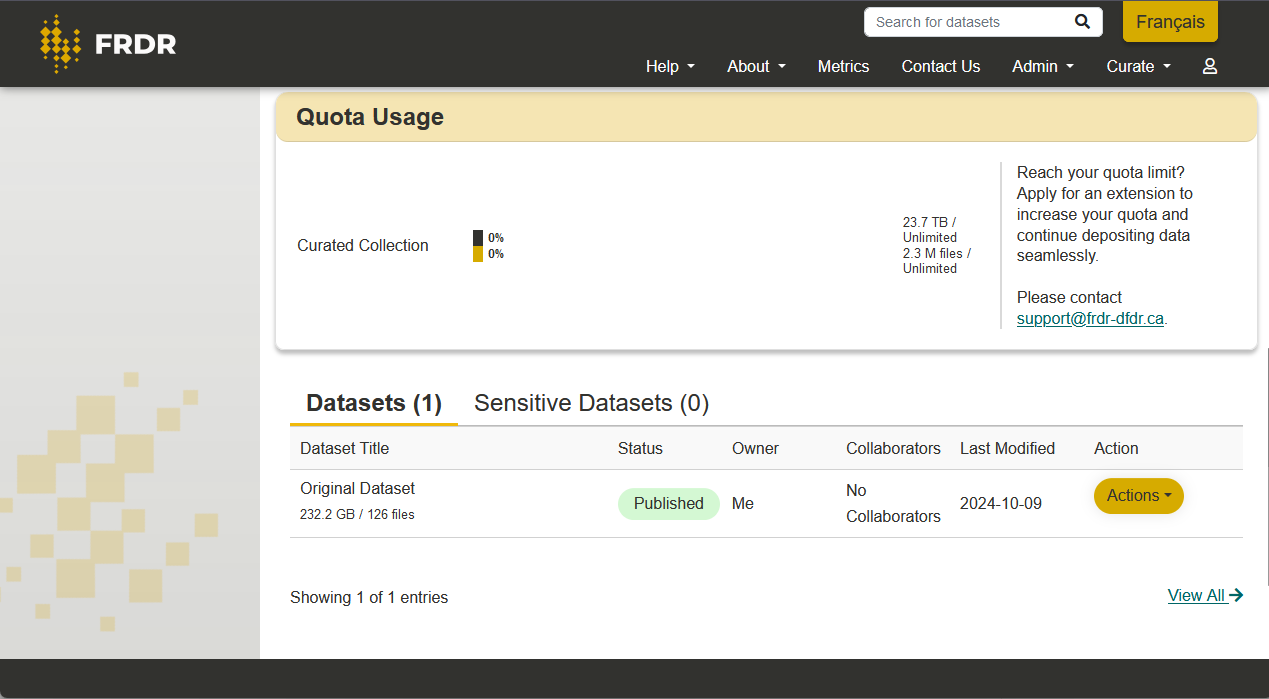 FRDR
Search for datasets
Français
Help
About
Metrics
Contact Us
Admin
Curate
Quota Usage
Curated Collection
0%
0%
23.7 TB /
Unlimited
2.3 M files /
Unlimited
Reach your quota limit?
Apply for an extension to
increase your quota and
continue depositing data
seamlessly.
Please contact
support@frdr-dfdr.ca.
Datasets (1)
Sensitive Datasets (0)
Dataset Title
Status
Owner
Collaborators
Last Modified
Action
Original Dataset
232.2 GB / 126 files
Published
Me
No
Collaborators
2024-10-09
Actions
Showing 1 of 1 entries
View All